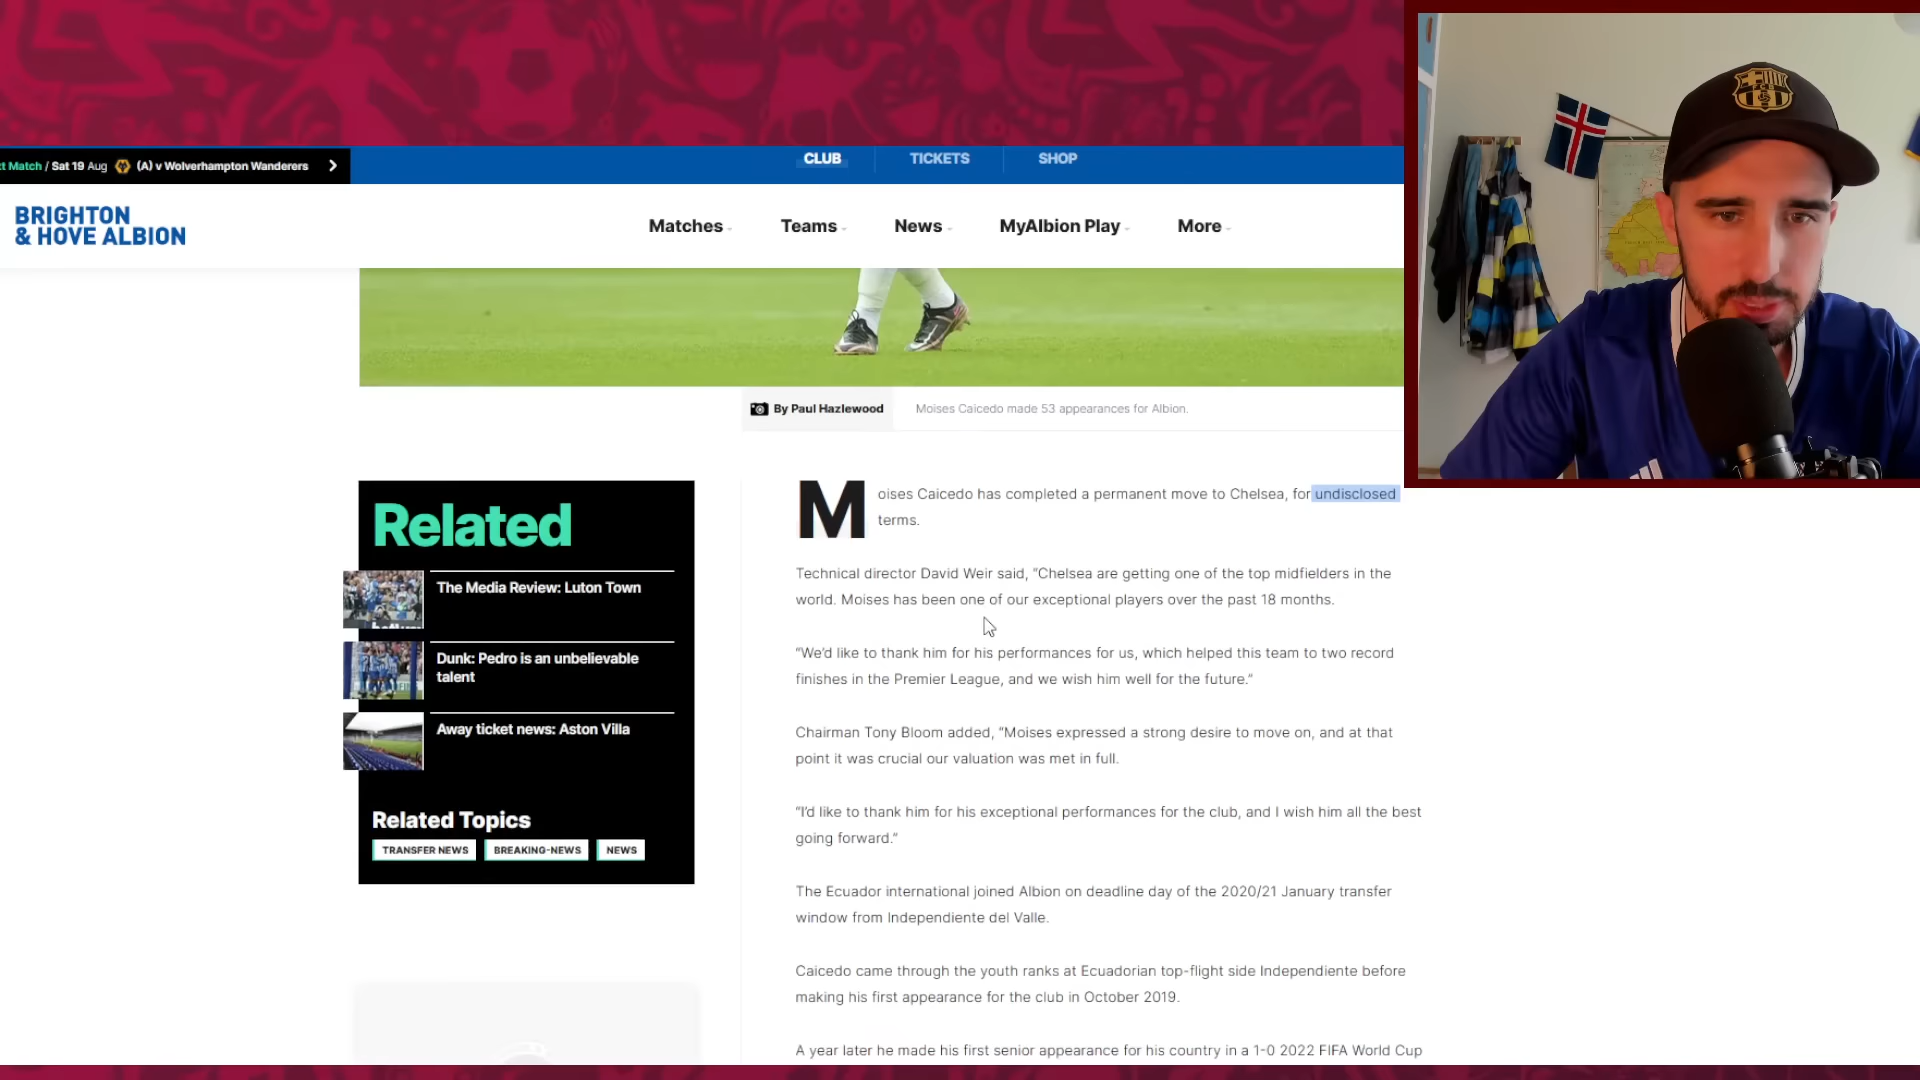 CLUB
TICKETS
SHOP
t Match / Sat 19 Aug (A) v Wolverhampton Wanderers
BRIGHTON
& HOVE ALBION
Matches
Teams
News
MyAlbion Play
More
By Paul Hazlewood
Moises Caicedo made 53 appearances for Albion.
Related
The Media Review: Luton Town
Dunk: Pedro is an unbelievable
talent
Away ticket news: Aston Villa
Related Topics
TRANSFER NEWS
BREAKING-NEWS
NEWS
Moises Caicedo has completed a permanent move to Chelsea, for undisclosed
terms.
Technical director David Weir said, “Chelsea are getting one of the top midfielders in the
world. Moises has been one of our exceptional players over the past 18 months.
“We’d like to thank him for his performances for us, which helped this team to two record
finishes in the Premier League, and we wish him well for the future.”
Chairman Tony Bloom added, “Moises expressed a strong desire to move on, and at that
point it was crucial our valuation was met in full.
“I’d like to thank him for his exceptional performances for the club, and I wish him all the best
going forward.”
The Ecuador international joined Albion on deadline day of the 2020/21 January transfer
window from Independiente del Valle.
Caicedo came through the youth ranks at Ecuadorian top-flight side Independiente before
making his first appearance for the club in October 2019.
A year later he made his first senior appearance for his country in a 1-0 2022 FIFA World Cup